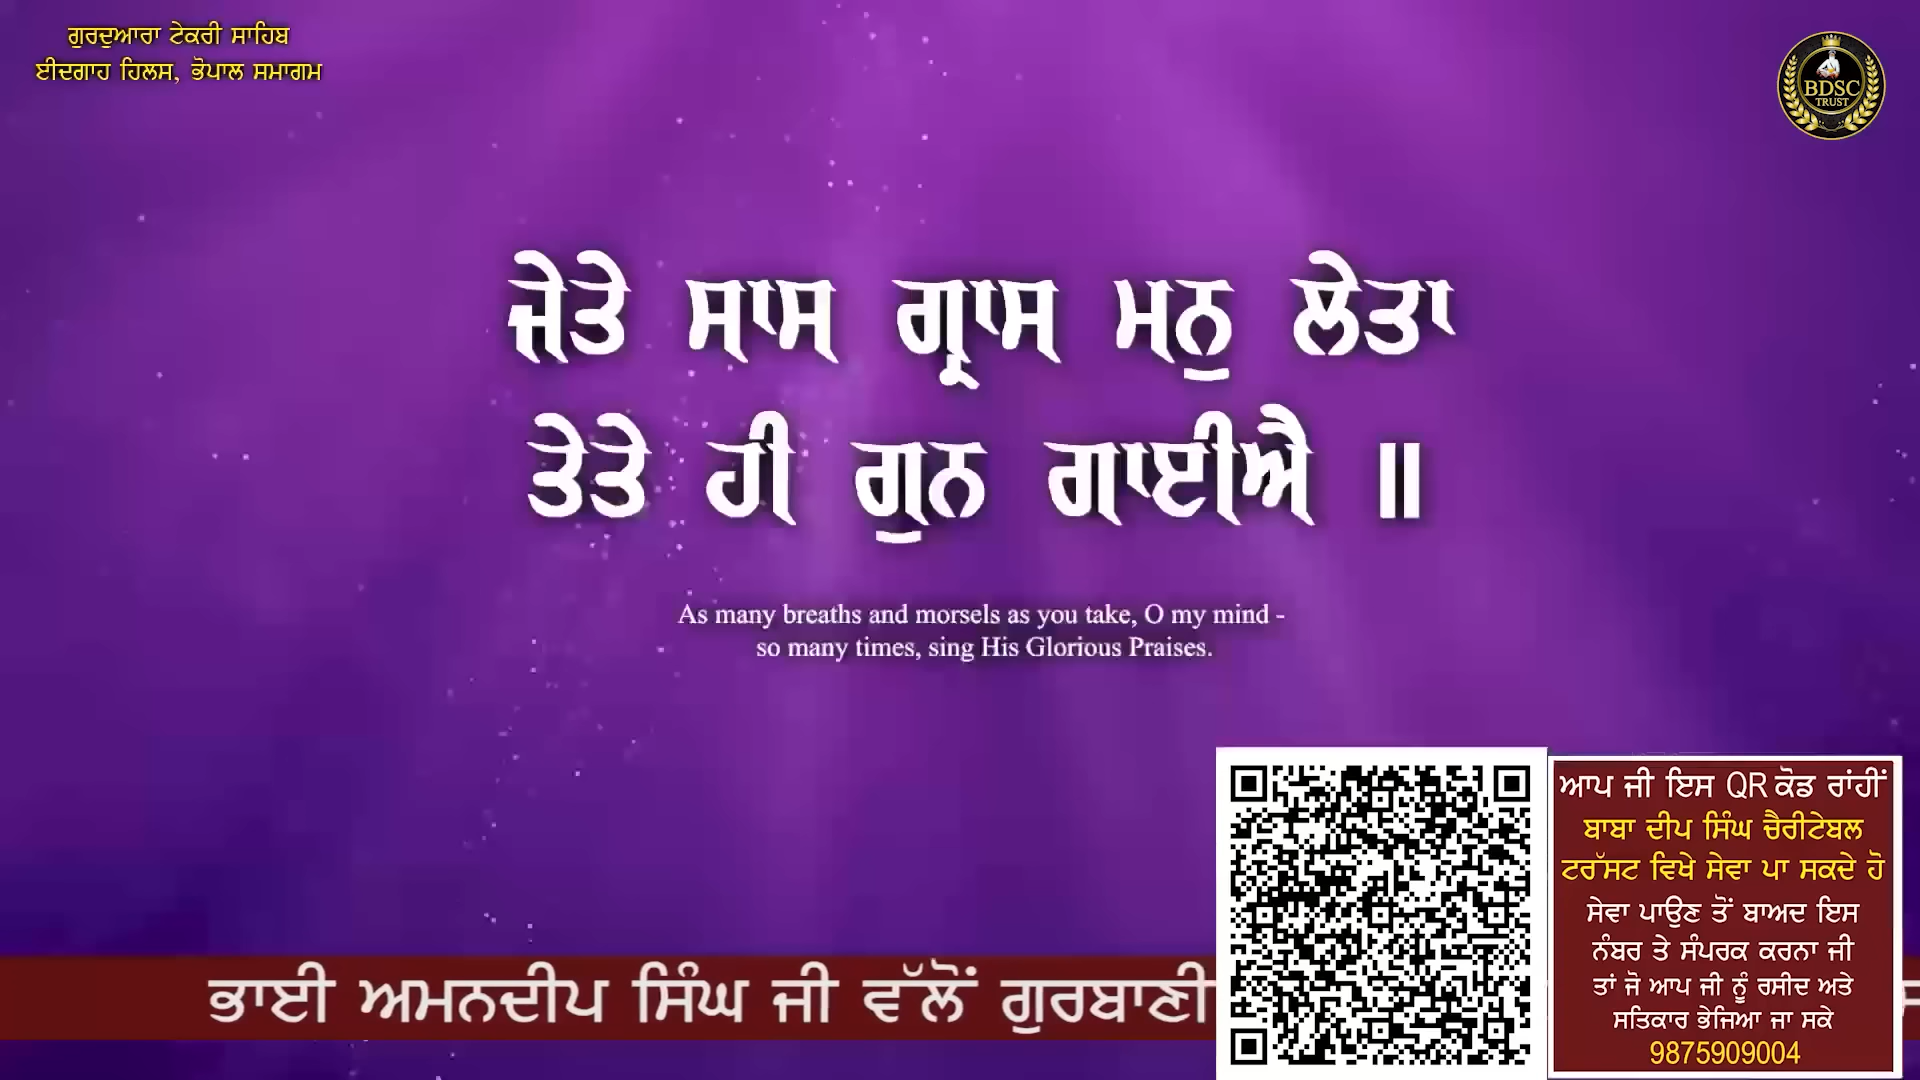 ਗੁਰਦੁਆਰਾ ਟੇਕਰੀ ਸਾਹਿਬ
ਈਦਗਾਹ ਹਿਲਸ, ਭੋਪਾਲ ਸਮਾਗਮ
BDSC
TRUST
ਜੇਤੇ ਸਾਸ ਗ੍ਰਾਸ ਮਨੁ ਲੇਤਾ
ਤੇਤੇ ਹੀ ਗੁਨ ਗਾਈਐ ॥
As many breaths and morsels as you take, O my mind -
so many times, sing His Glorious Praises.
ਆਪ ਜੀ ਇਸ QR ਕੋਡ ਰਾਂਹੀਂ
ਬਾਬਾ ਦੀਪ ਸਿੰਘ ਚੈਰੀਟੇਬਲ
ਟਰੱਸਟ ਵਿਖੇ ਸੇਵਾ ਪਾ ਸਕਦੇ ਹੋ
ਸੇਵਾ ਪਾਉਣ ਤੋਂ ਬਾਅਦ ਇਸ
ਨੰਬਰ ਤੇ ਸੰਪਰਕ ਕਰਨਾ ਜੀ
ਤਾਂ ਜੋ ਆਪ ਜੀ ਨੂੰ ਰਸੀਦ ਅਤੇ
ਸਤਿਕਾਰ ਭੇਜਿਆ ਜਾ ਸਕੇ
9875909004
ਭਾਈ ਅਮਨਦੀਪ ਸਿੰਘ ਜੀ ਵੱਲੋਂ ਗੁਰਬਾਣੀ